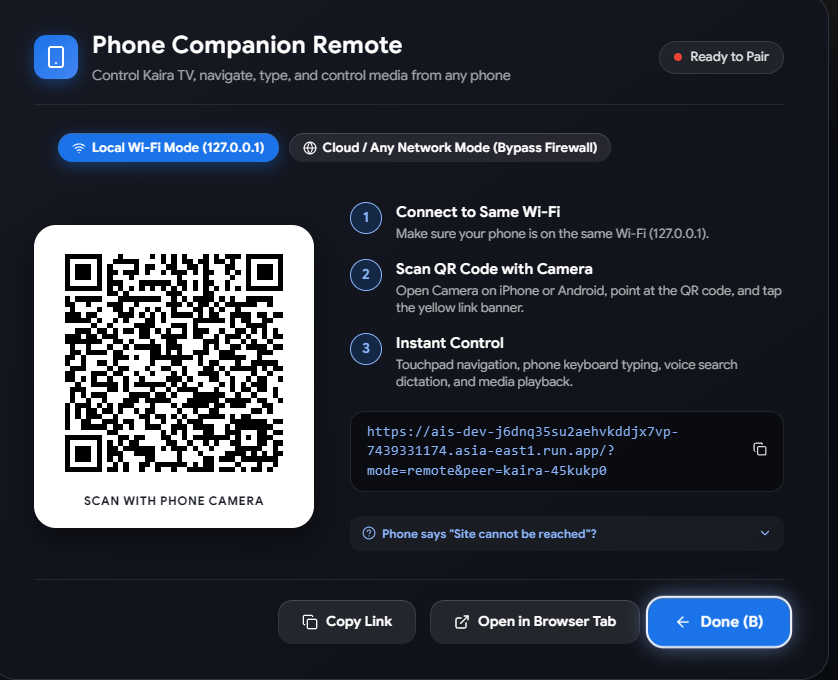 Phone Companion Remote
Control Kaira TV, navigate, type, and control media from any phone
Ready to Pair
Local Wi-Fi Mode (127.0.0.1)
Cloud / Any Network Mode (Bypass Firewall)
1
Connect to Same Wi-Fi
Make sure your phone is on the same Wi-Fi (127.0.0.1).
2
Scan QR Code with Camera
Open Camera on iPhone or Android, point at the QR code, and tap
the yellow link banner.
3
Instant Control
Touchpad navigation, phone keyboard typing, voice search
dictation, and media playback.
SCAN WITH PHONE CAMERA
https://ais-dev-j6dnq35su2aehvkddjx7vp-
7439331174.asia-east1.run.app/?
mode=remote&peer=kaira-45kukp0
Phone says "Site cannot be reached"?
Copy Link
Open in Browser Tab
Done (B)